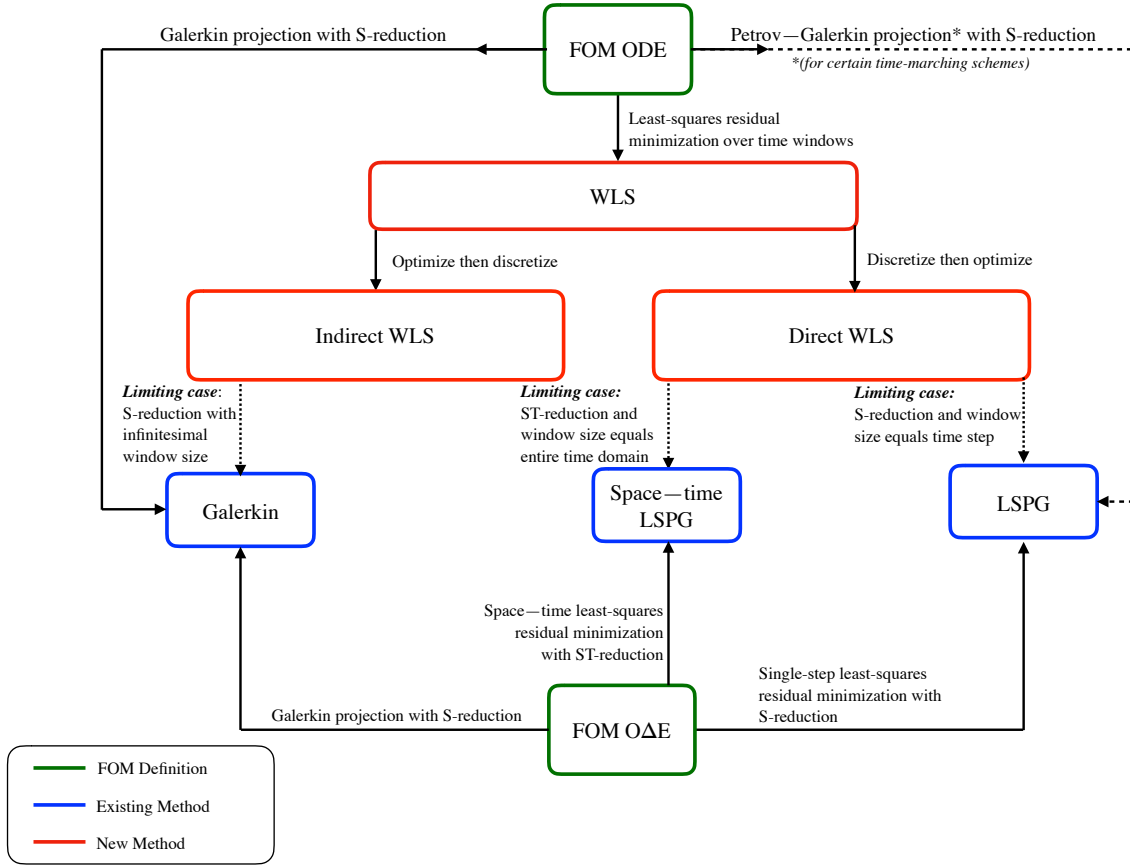 Galerkin projection with S-reduction
FOM ODE
Petrov—Galerkin projection* with S-reduction
*(for certain time-marching schemes)
Least-squares residual
minimization over time windows
WLS
Optimize then discretize
Discretize then optimize
Indirect WLS
Direct WLS
Limiting case:
S-reduction with
infinitesimal
window size
Limiting case:
ST-reduction and
window size equals
entire time domain
Limiting case:
S-reduction and window
size equals time step
Galerkin
Space—time
LSPG
LSPG
Space—time least-squares
residual minimization
with ST-reduction
Single-step least-squares
residual minimization with
S-reduction
Galerkin projection with S-reduction
FOM OΔE
FOM Definition
Existing Method
New Method